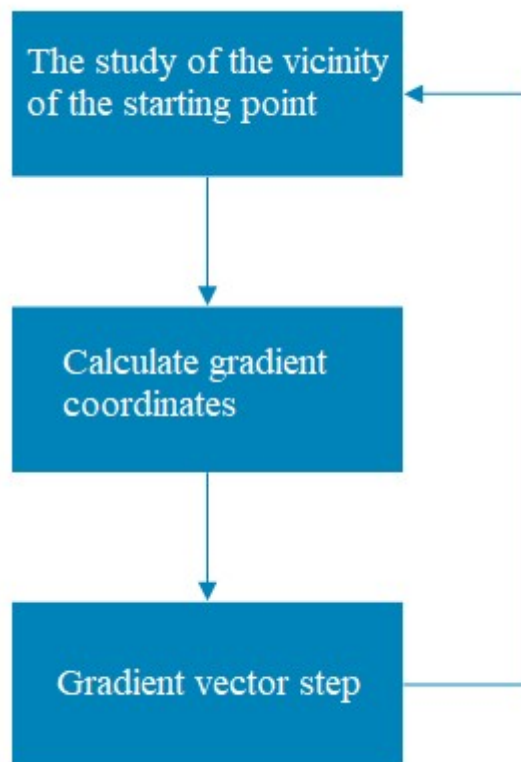 The study of the vicinity
of the starting point
Calculate gradient
coordinates
Gradient vector step